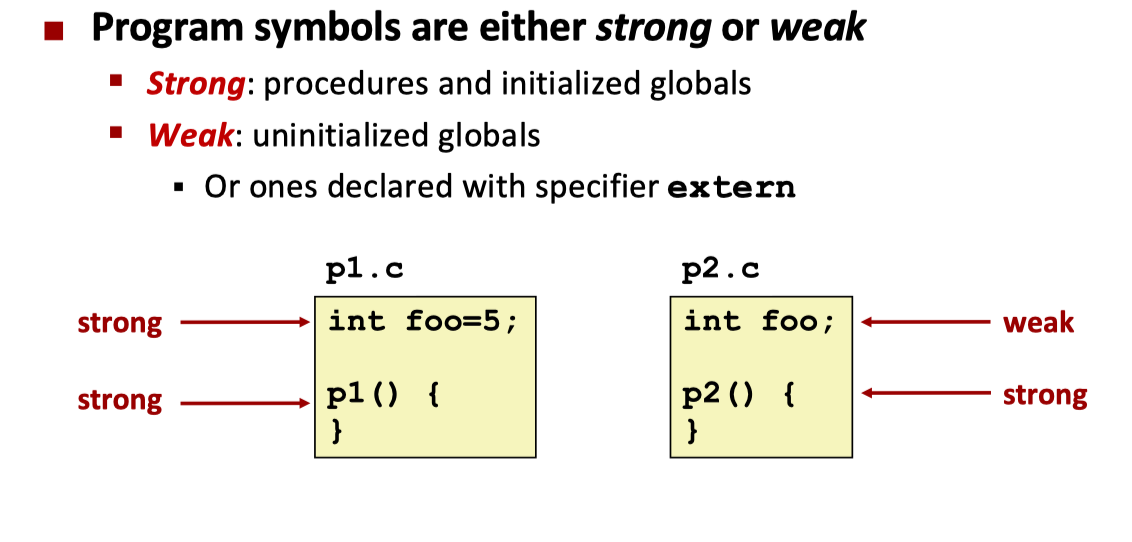 Program symbols are either strong or weak
Strong: procedures and initialized globals
Weak: uninitialized globals
Or ones declared with specifier extern
p1.c
p2.c
strong
int foo=5;
int foo;
weak
strong
p1() {
p2() {
strong
}
}